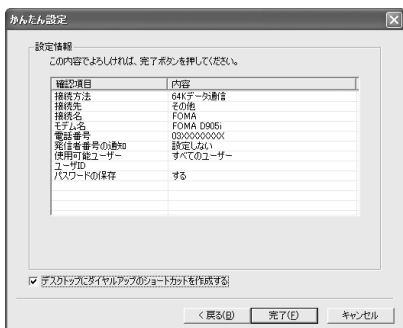 かんたん設定
設定情報
この内容でよろしければ、完了ボタンを押してください。
確認項目 内容
接続方法 64Kデータ通信
接続先 その他
接続名 FOMA
モデム名 FOMA D905i
電話番号 03XXXXXXXX
発信者番号の通知 設定しない
使用可能ユーザー すべてのユーザー
ユーザID
パスワードの保存 する
デスクトップにダイヤルアップのショートカットを作成する
< 戻る(B) 完了(F) キャンセル